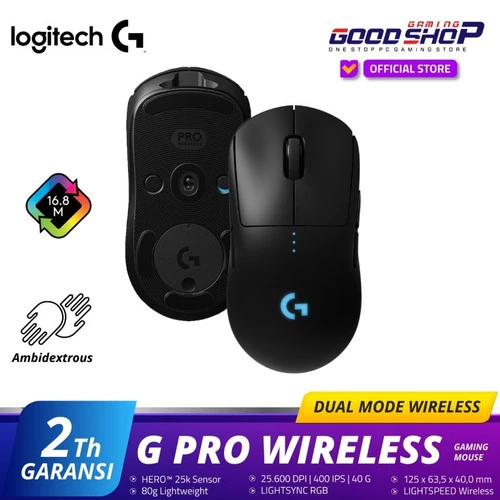 logitech G
GAMING
GOODSHOP
ONE STOP PC GAMING STORE
OFFICIAL STORE
PRO
WIRELESS
16.8
M
G
Ambidextrous
DUAL MODE WIRELESS
2Th
GARANSI
G PRO WIRELESS
GAMING
MOUSE
• HERO™ 25k Sensor
• 80g Lightweight
• 25.600 DPI | 400 IPS | 40 G
• LIGHTSYNC RGB
• 125 x 63,5 x 40,0 mm
• LIGHTSPEED Wireless